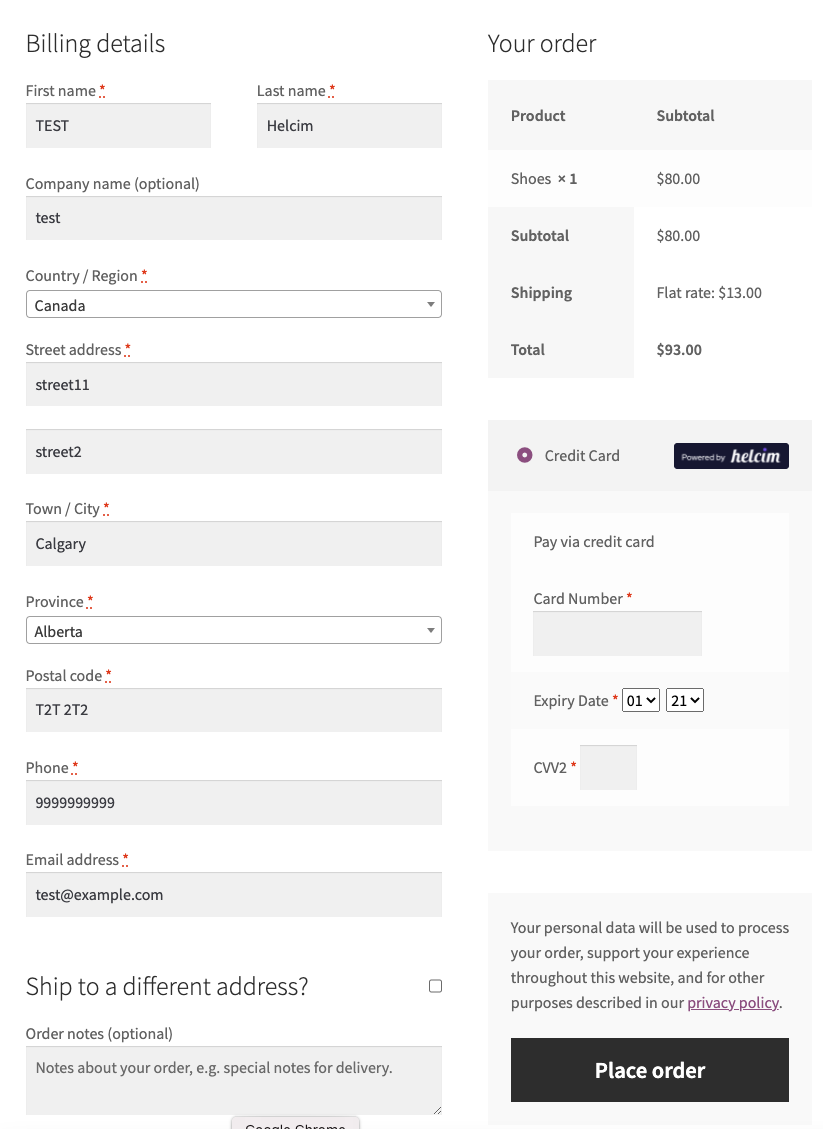 Billing details
First name *
Last name *
TEST
Helcim
Company name (optional)
test
Country / Region *
Canada
Street address *
street11
street2
Town / City *
Calgary
Province *
Alberta
Postal code *
T2T 2T2
Phone *
9999999999
Email address *
test@example.com
Ship to a different address?
Order notes (optional)
Notes about your order, e.g. special notes for delivery.
Google Chrome
Your order
Product Subtotal
Shoes × 1 $80.00
Subtotal $80.00
Shipping Flat rate: $13.00
Total $93.00
Credit Card
Powered by helcim
Pay via credit card
Card Number *
Expiry Date * 01 21
CVV2 *
Your personal data will be used to process
your order, support your experience
throughout this website, and for other
purposes described in our privacy policy.
Place order